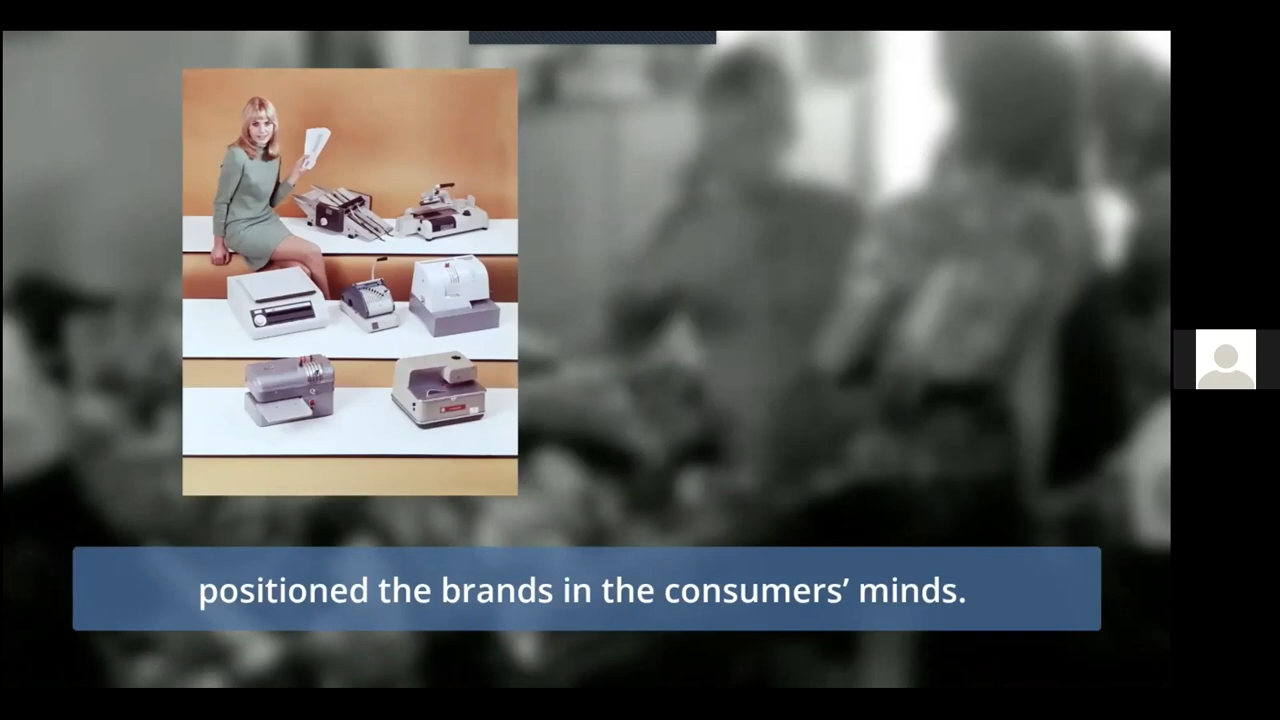 positioned the brands in the consumers’ minds.